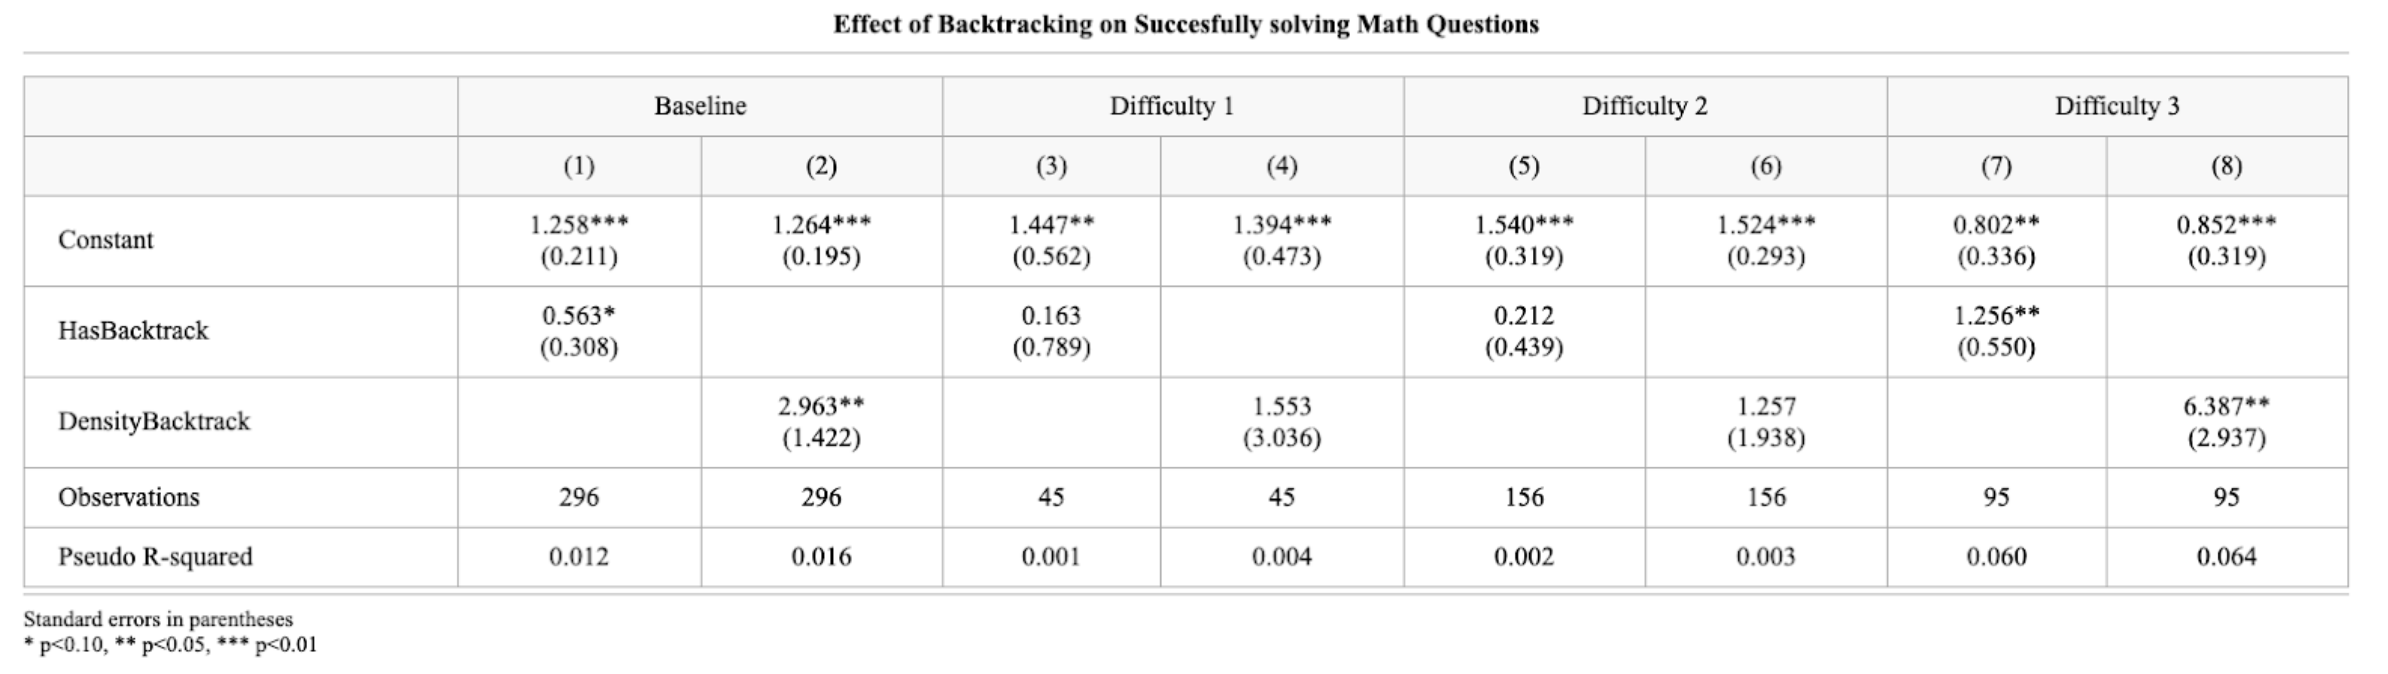 Effect of Backtracking on Succesfully solving Math Questions
Baseline Difficulty 1 Difficulty 2 Difficulty 3
(1) (2) (3) (4) (5) (6) (7) (8)
Constant 1.258*** 1.264*** 1.447** 1.394*** 1.540*** 1.524*** 0.802** 0.852***
(0.211) (0.195) (0.562) (0.473) (0.319) (0.293) (0.336) (0.319)
HasBacktrack 0.563* 0.163 0.212 1.256**
(0.308) (0.789) (0.439) (0.550)
DensityBacktrack 2.963** 1.553 1.257 6.387**
(1.422) (3.036) (1.938) (2.937)
Observations 296 296 45 45 156 156 95 95
Pseudo R-squared 0.012 0.016 0.001 0.004 0.002 0.003 0.060 0.064
Standard errors in parentheses
* p<0.10, ** p<0.05, *** p<0.01